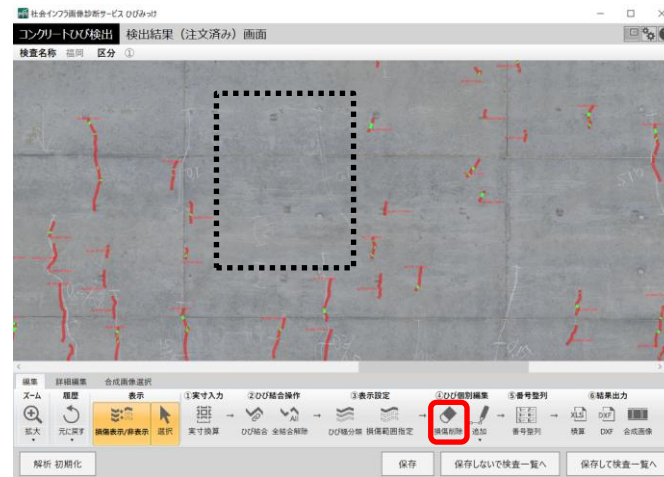 社会インフラ画像診断サービス ひびみっけ
コンクリートひび検出 検出結果（注文済み）画面
検査名称 福岡 区分 ①
編集 詳細編集 合成画像選択
ズーム 履歴 表示 ①実寸入力 ②ひび結合操作 ③表示設定 ④ひび個別編集 ⑤番号整列 ⑥結果出力
拡大 元に戻す 損傷表示/非表示 選択 実寸換算 ひび結合 全結合解除 ひび幅分類 損傷範囲指定 損傷削除 追加 番号整列 積算 DXF 合成画像
解析 初期化 保存 保存しないで検査一覧へ 保存して検査一覧へ